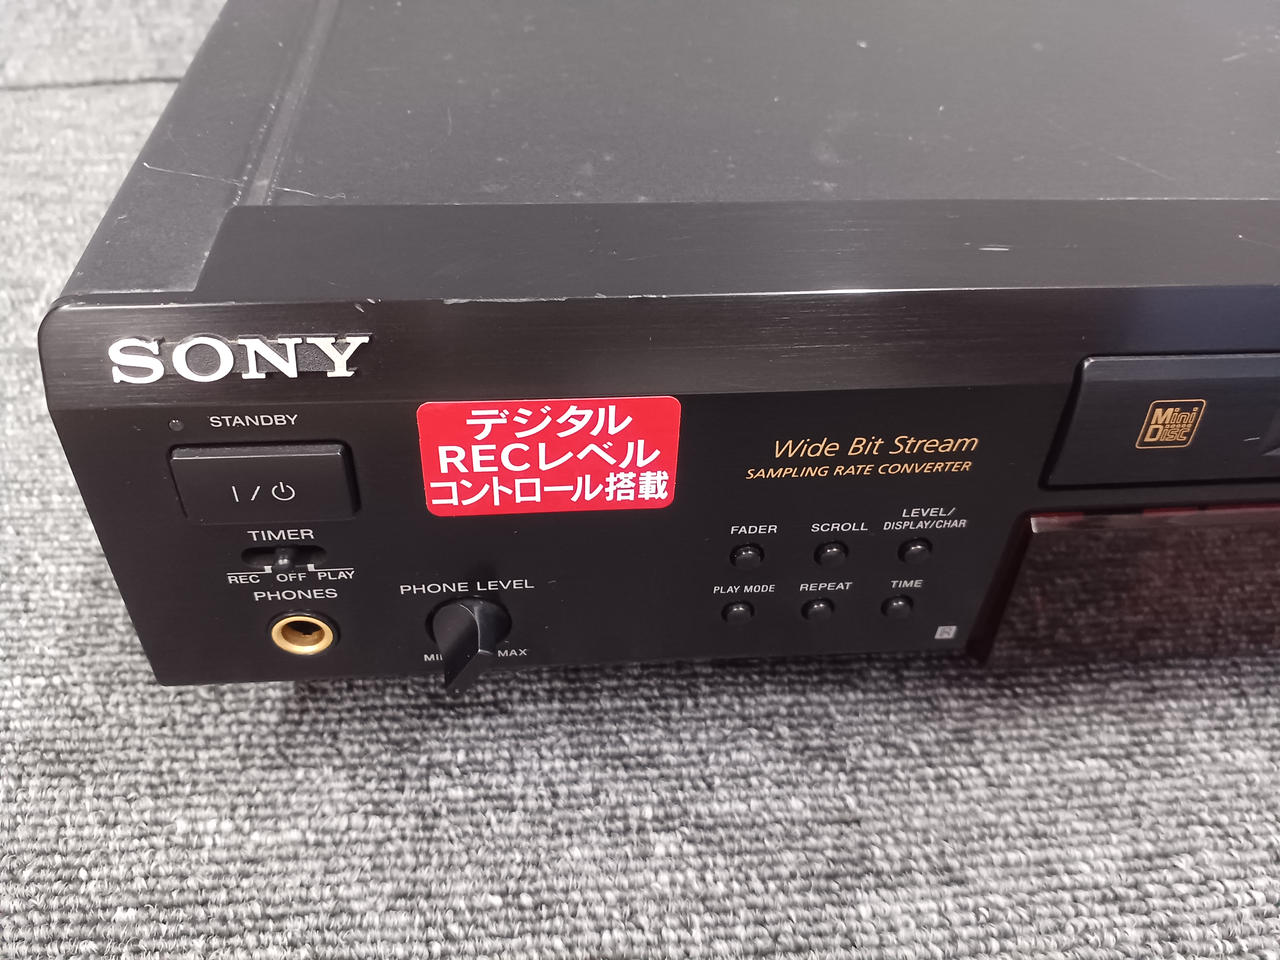 SONY
STANDBY
I / ⏻
TIMER
REC OFF PLAY
PHONES
デジタル
RECレベル
コントロール搭載
PHONE LEVEL
MAX
Wide Bit Stream
SAMPLING RATE CONVERTER
FADER
SCROLL
LEVEL/
DISPLAY/CHAR
PLAY MODE
REPEAT
TIME
Mini
Disc